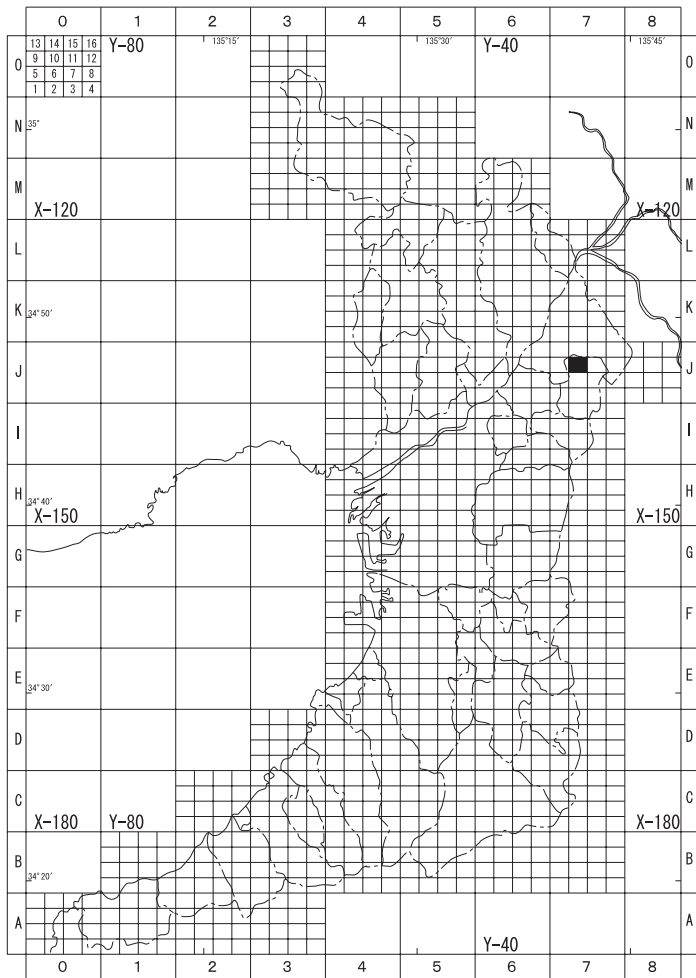 0 1 2 3 4 5 6 7 8
13 14 15 16 Y-80 135°15′ 135°30′ Y-40 135°45′
O 9 10 11 12 O
5 6 7 8
1 2 3 4
N 35° N
M M
X-120 X-120
L L
K 34°50′ K
J J
I I
H 34°40′ H
X-150 X-150
G G
F F
E 34°30′ E
D D
C C
X-180 Y-80 X-180
B 34°20′ B
A A
Y-40
0 1 2 3 4 5 6 7 8